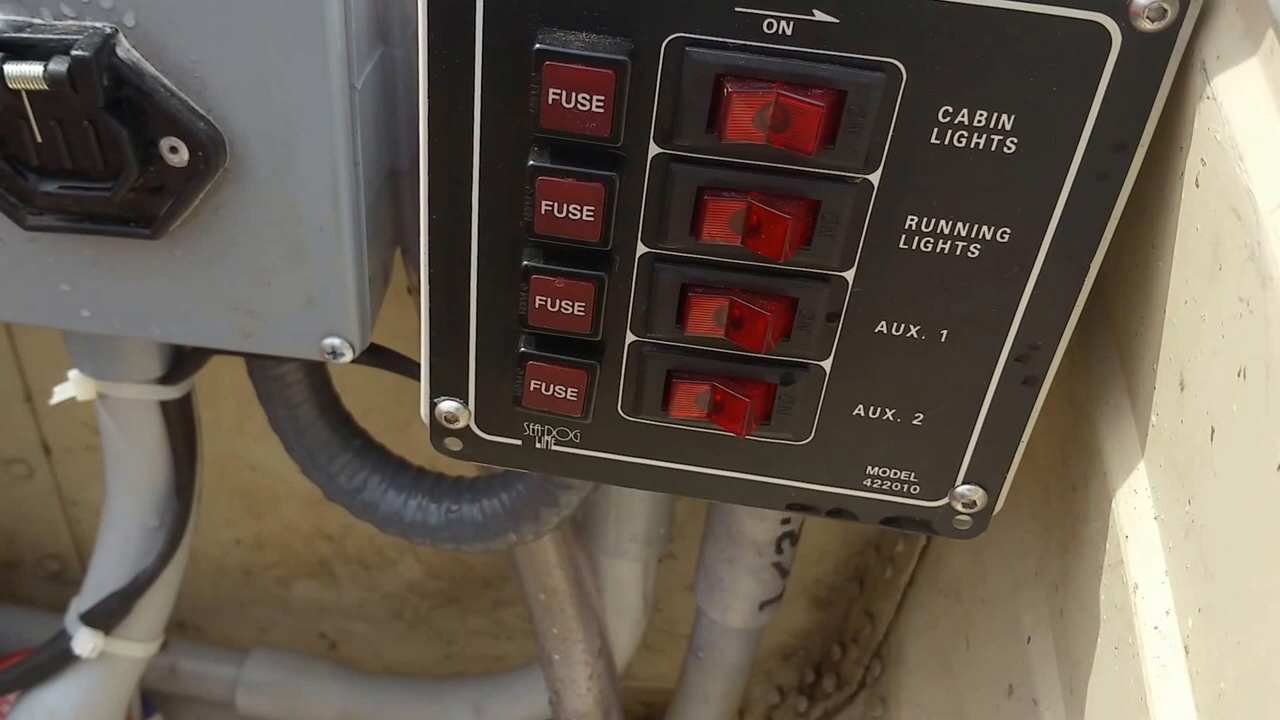 ON
FUSE
CABIN
LIGHTS
FUSE
RUNNING
LIGHTS
FUSE
AUX. 1
FUSE
AUX. 2
SEA-DOG
LINE
MODEL
422010